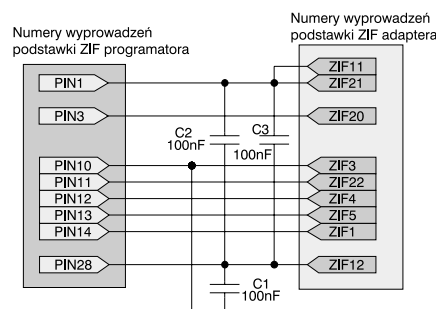 Numery wyprowadzeń
podstawki ZIF programatora
Numery wyprowadzeń
podstawki ZIF adaptera
ZIF11
PIN1
ZIF21
PIN3
ZIF20
C2
100nF
C3
100nF
PIN10
ZIF3
PIN11
ZIF22
PIN12
ZIF4
PIN13
ZIF5
PIN14
ZIF1
PIN28
ZIF12
C1
100nF